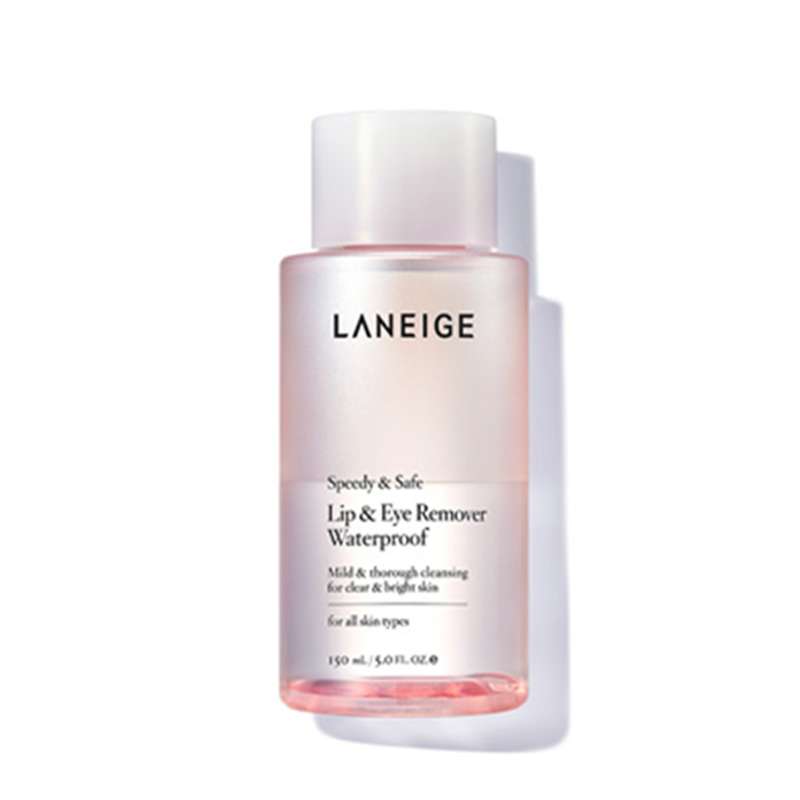 LANEIGE
Speedy & Safe
Lip & Eye Remover
Waterproof
Mild & thorough cleansing
for clear & bright skin
for all skin types
150 mL / 5.0 FL. OZ.℮